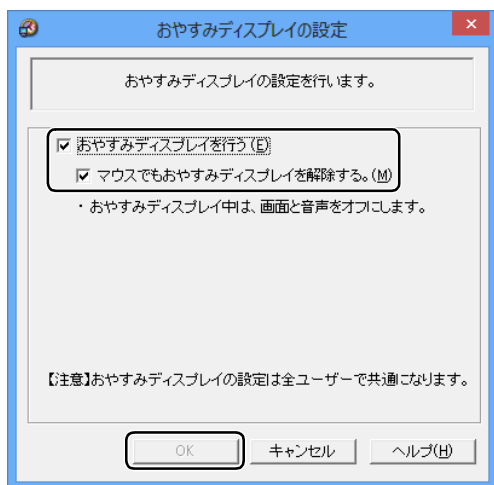 おやすみディスプレイの設定
×
おやすみディスプレイの設定を行います。
おやすみディスプレイを行う(E)
マウスでもおやすみディスプレイを解除する。(M)
・おやすみディスプレイ中は、画面と音声をオフにします。
【注意】おやすみディスプレイの設定は全ユーザーで共通になります。
OK キャンセル ヘルプ(H)